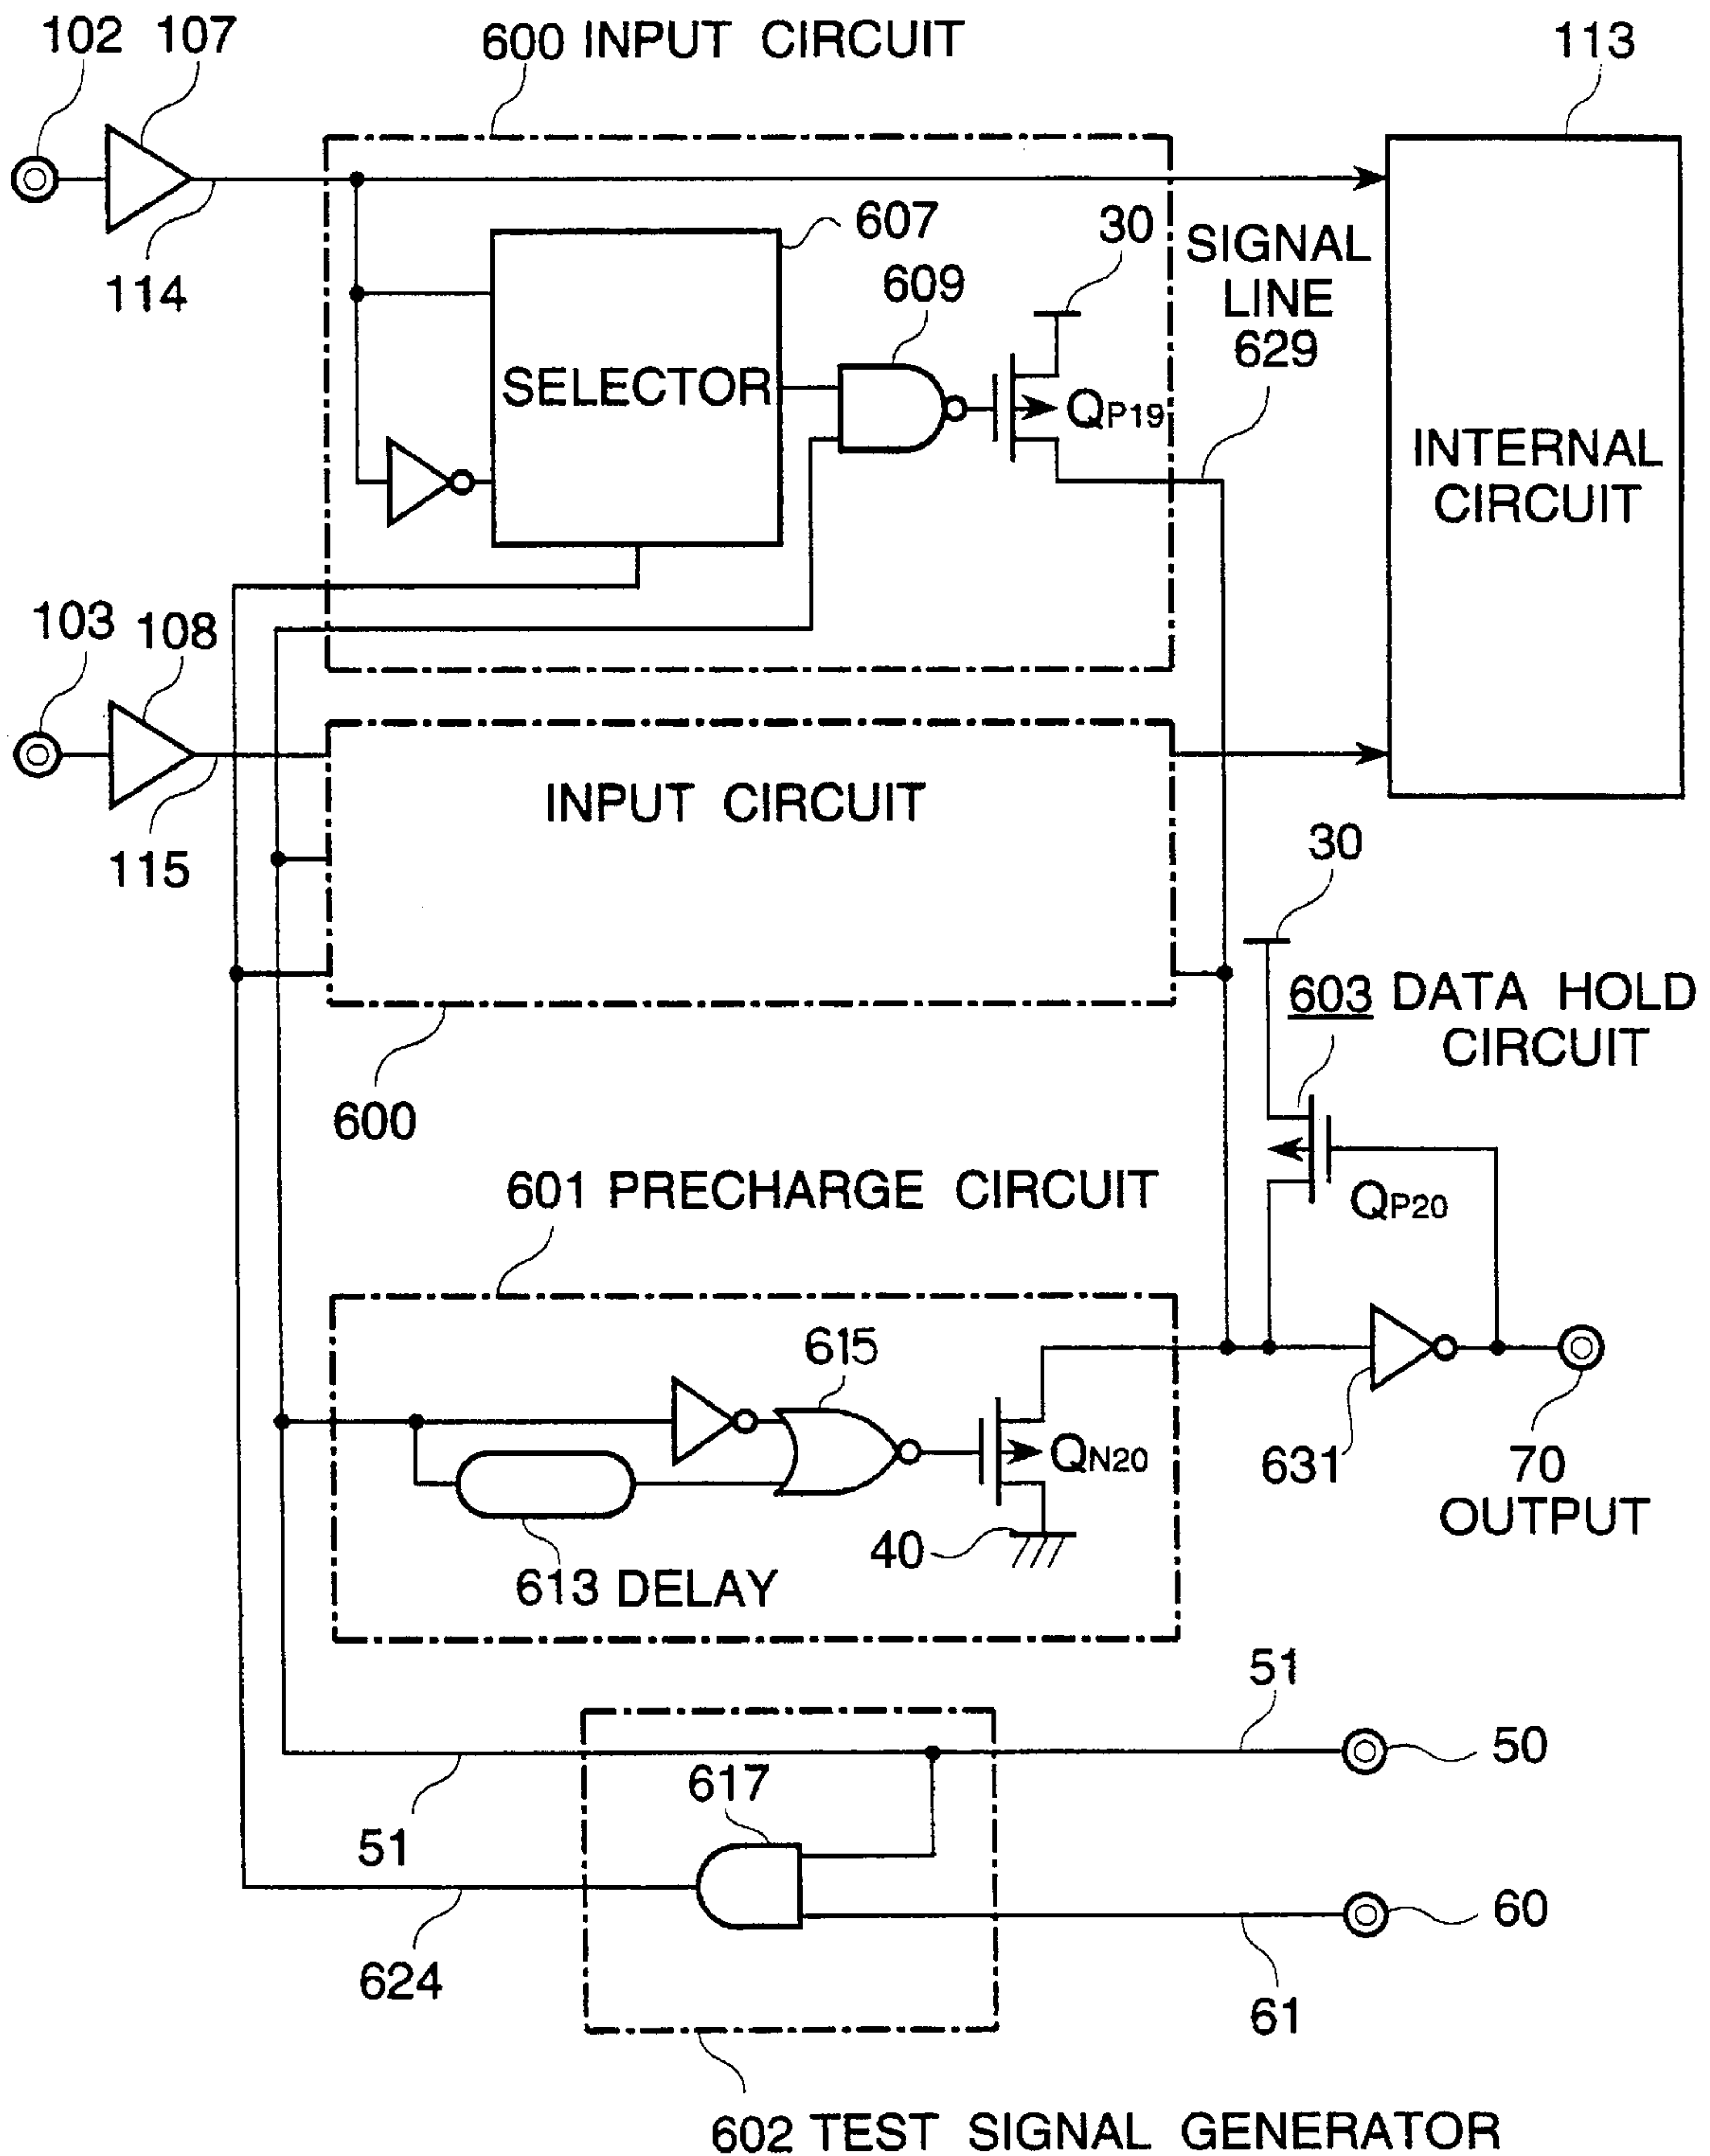 102 107
600 INPUT CIRCUIT
113
607
30
SIGNAL
LINE
629
114
609
SELECTOR
QP19
INTERNAL
CIRCUIT
103 108
INPUT CIRCUIT
115
30
603 DATA HOLD
CIRCUIT
600
601 PRECHARGE CIRCUIT
QP20
615
QN20
631
70
OUTPUT
40
613 DELAY
51
50
617
51
60
624
61
602 TEST SIGNAL GENERATOR